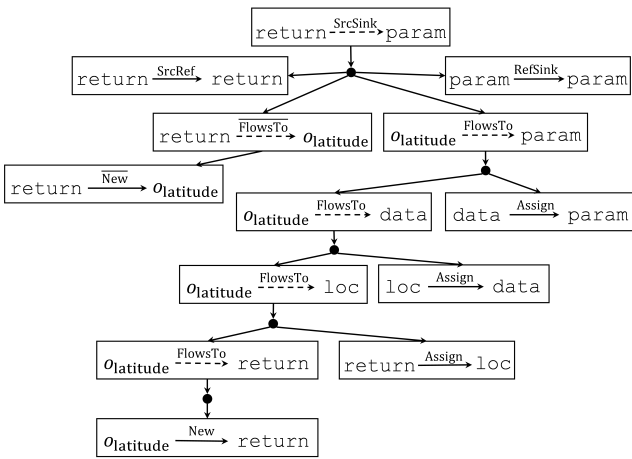 return SrcSink param
return SrcRef return
param RefSink param
return FlowsTo o latitude
o latitude FlowsTo param
return New o latitude
o latitude FlowsTo data
data Assign param
o latitude FlowsTo loc
loc Assign data
o latitude FlowsTo return
return Assign loc
o latitude New return